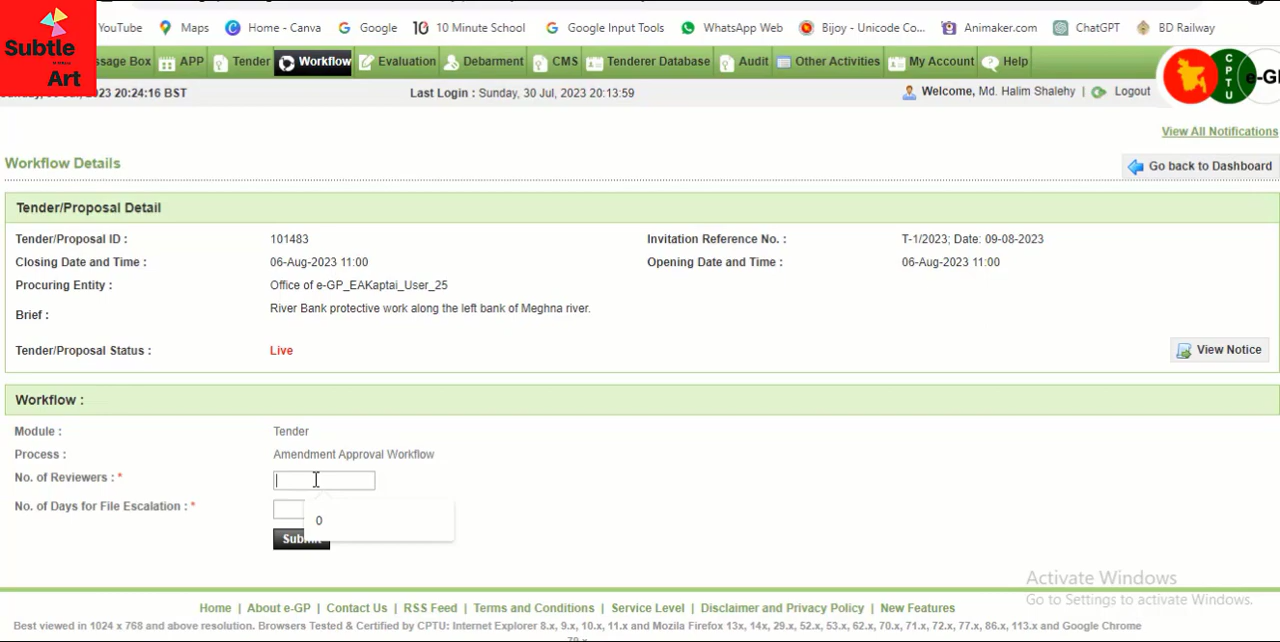 YouTube Maps Home - Canva Google 10 Minute School Google Input Tools WhatsApp Web Bijoy - Unicode Co... Animaker.com ChatGPT BD Railway
Subtle
Art
ssage Box APP Tender Workflow Evaluation Debarment CMS Tenderer Database Audit Other Activities My Account Help
CPTU e-GP
2023 20:24:16 BST Last Login : Sunday, 30 Jul, 2023 20:13:59 Welcome, Md. Halim Shalehy | Logout
View All Notifications
Workflow Details
Go back to Dashboard
Tender/Proposal Detail
Tender/Proposal ID : 101483 Invitation Reference No. : T-1/2023; Date: 09-08-2023
Closing Date and Time : 06-Aug-2023 11:00 Opening Date and Time : 06-Aug-2023 11:00
Procuring Entity : Office of e-GP_EAKaptai_User_25
Brief : River Bank protective work along the left bank of Meghna river.
Tender/Proposal Status : Live View Notice
Workflow :
Module : Tender
Process : Amendment Approval Workflow
No. of Reviewers : *
No. of Days for File Escalation : *
0
Submit
Activate Windows
Go to Settings to activate Windows.
Home | About e-GP | Contact Us | RSS Feed | Terms and Conditions | Service Level | Disclaimer and Privacy Policy | New Features
Best viewed in 1024 x 768 and above resolution. Browsers Tested & Certified by CPTU: Internet Explorer 8.x, 9.x, 10.x, 11.x and Mozila Firefox 13x, 14x, 29.x, 52.x, 53.x, 62.x, 70.x, 71.x, 72.x, 77.x, 86.x, 113.x and Google Chrome
79.x